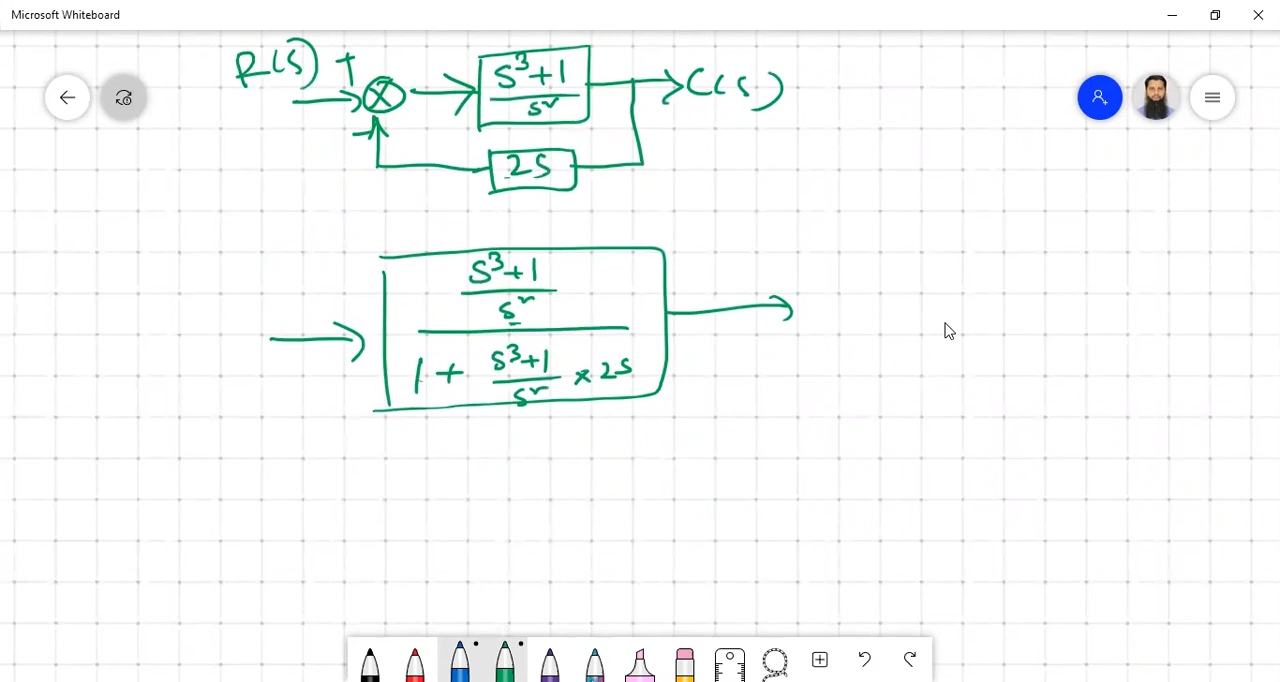 Microsoft Whiteboard
R(s) + s³+1 C(s)
s²
- 2s
s³+1
s²
1 + s³+1 × 2s
s²